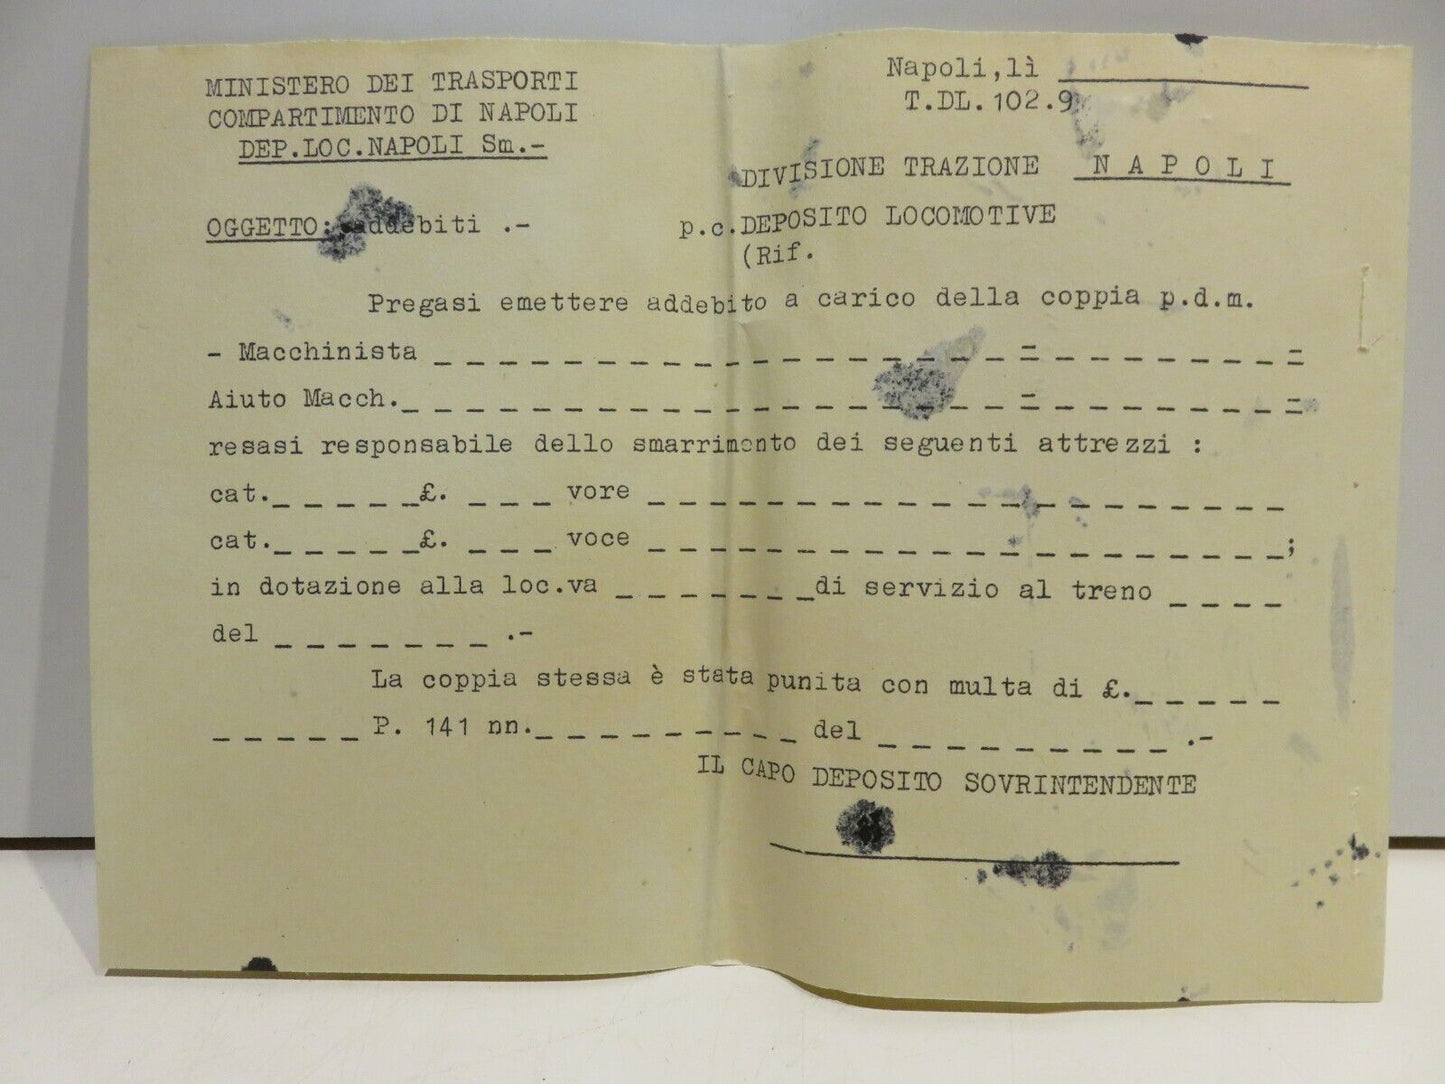 MINISTERO DEI TRASPORTI
COMPARTIMENTO DI NAPOLI
DEP.LOC.NAPOLI Sm.-
Napoli,lì ____________
T.DL.102.9
DIVISIONE TRAZIONE N A P O L I
OGGETTO: addebiti .-
p.c.DEPOSITO LOCOMOTIVE
(Rif.
Pregasi emettere addebito a carico della coppia p.d.m.
- Macchinista _ _ _ _ _ _ _ _ _ _ _ _ _ _ _ _ _ _ = _ _ _ _ _ _ _ =
Aiuto Macch._ _ _ _ _ _ _ _ _ _ _ _ _ _ _ _ _ _ _ = _ _ _ _ _ _ _ =
resasi responsabile dello smarrimento dei seguenti attrezzi :
cat._ _ _ _ _£. _ _ _ vore _ _ _ _ _ _ _ _ _ _ _ _ _ _ _ _ _ _ _ _
cat._ _ _ _ _£. _ _ _ voce _ _ _ _ _ _ _ _ _ _ _ _ _ _ _ _ _ _ _ _;
in dotazione alla loc.va _ _ _ _ _ _ _di servizio al treno _ _ _ _
del _ _ _ _ _ _ _ .-
La coppia stessa è stata punita con multa di £._ _ _ _ _
_ _ _ _ _ P. 141 nn._ _ _ _ _ _ _ _ _ del _ _ _ _ _ _ _ _ _ .-
IL CAPO DEPOSITO SOVRINTENDENTE